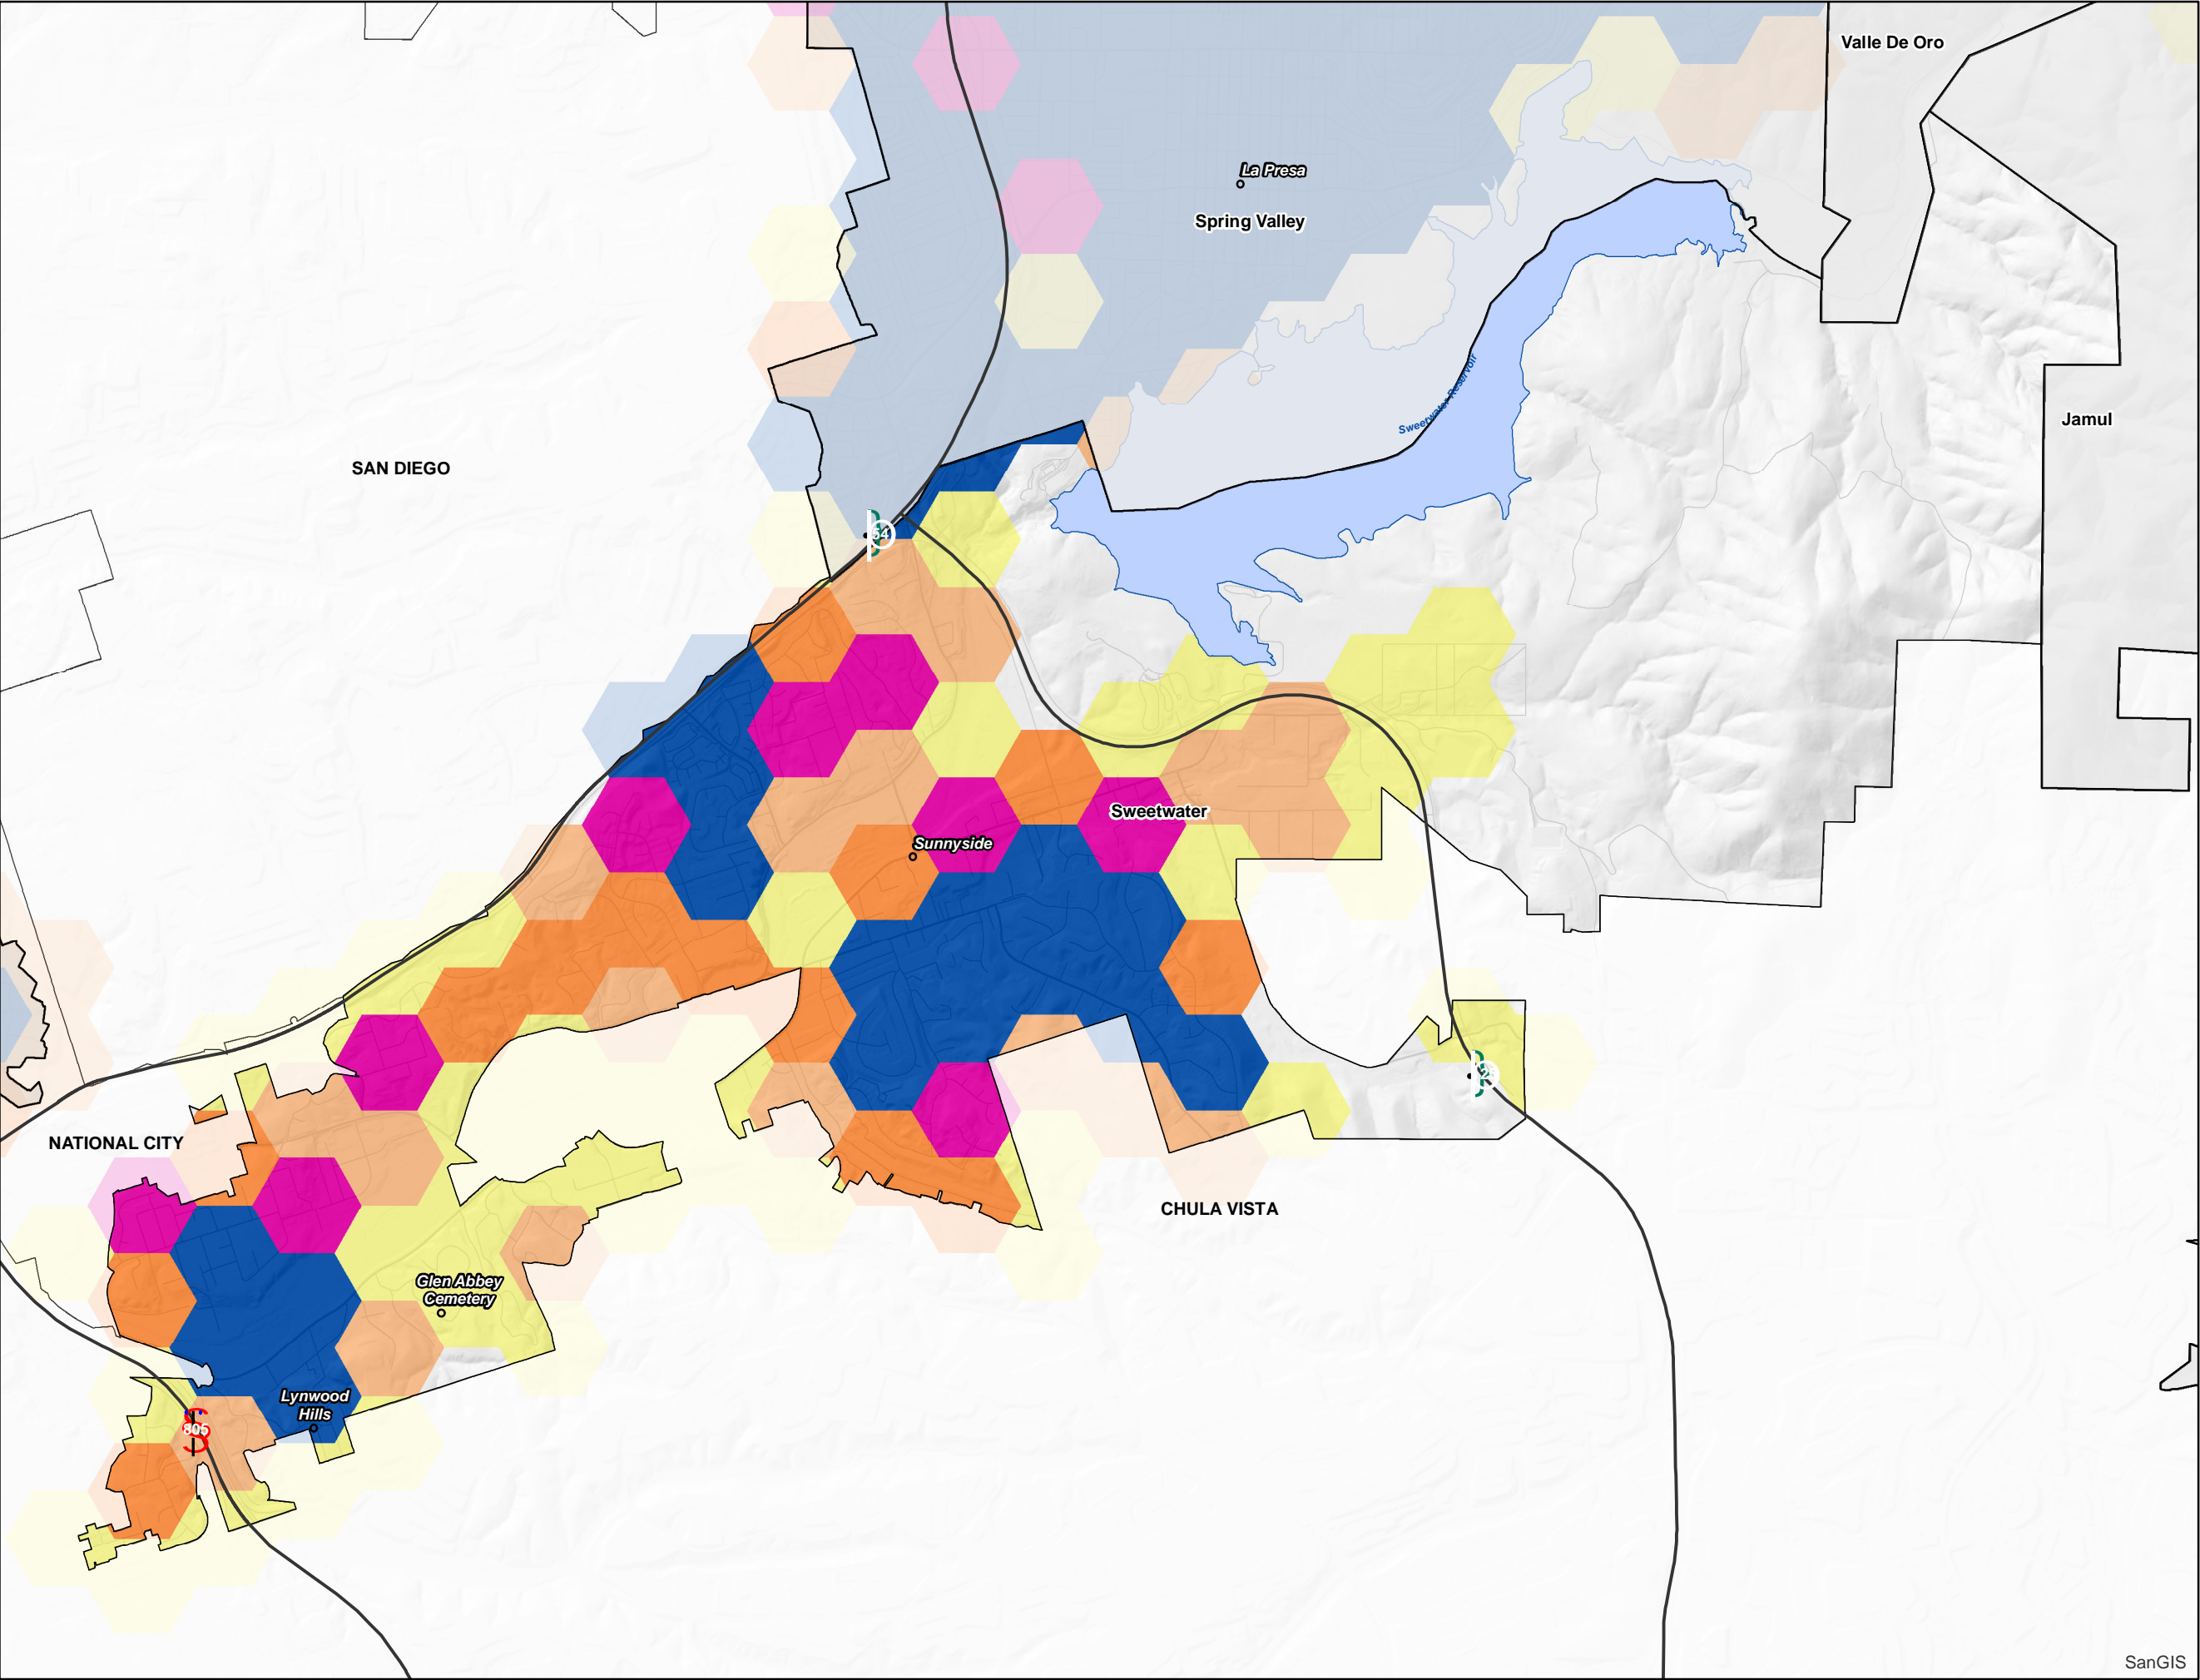 Valle De Oro
La Presa
Spring Valley
Sweetwater Reservoir
Jamul
SAN DIEGO
54
Sweetwater
Sunnyside
NATIONAL CITY
CHULA VISTA
Glen Abbey
Cemetery
Lynwood
Hills
805
SanGIS